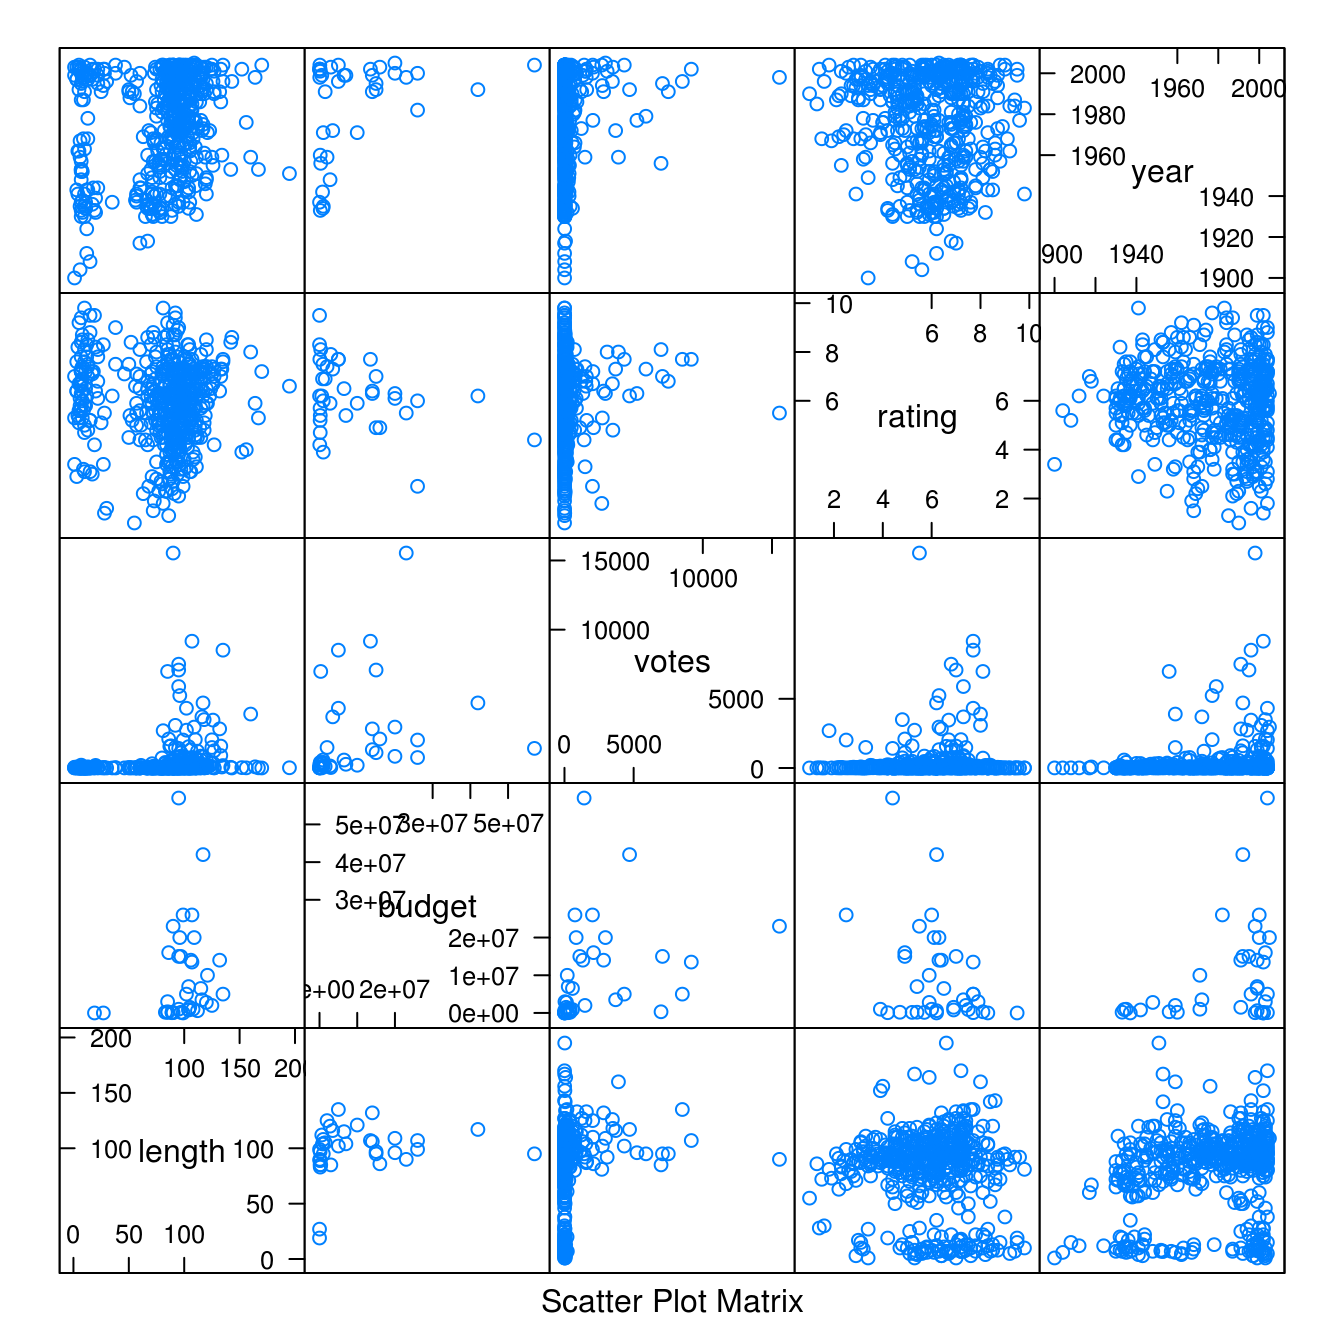 2000
1960 2000
1980
1960
year
1940
1920
900 1940
1900
10
6 8 10
8
6
rating
6
4
2 4 6
2
15000
10000
10000
votes
5000
0 5000
0
5e+07
3e+07 5e+07
4e+07
3e+07
budget
2e+07
1e+07
e+00 2e+07
0e+00
200
100 150 20
150
100 length 100
50
0 50 100
0
Scatter Plot Matrix